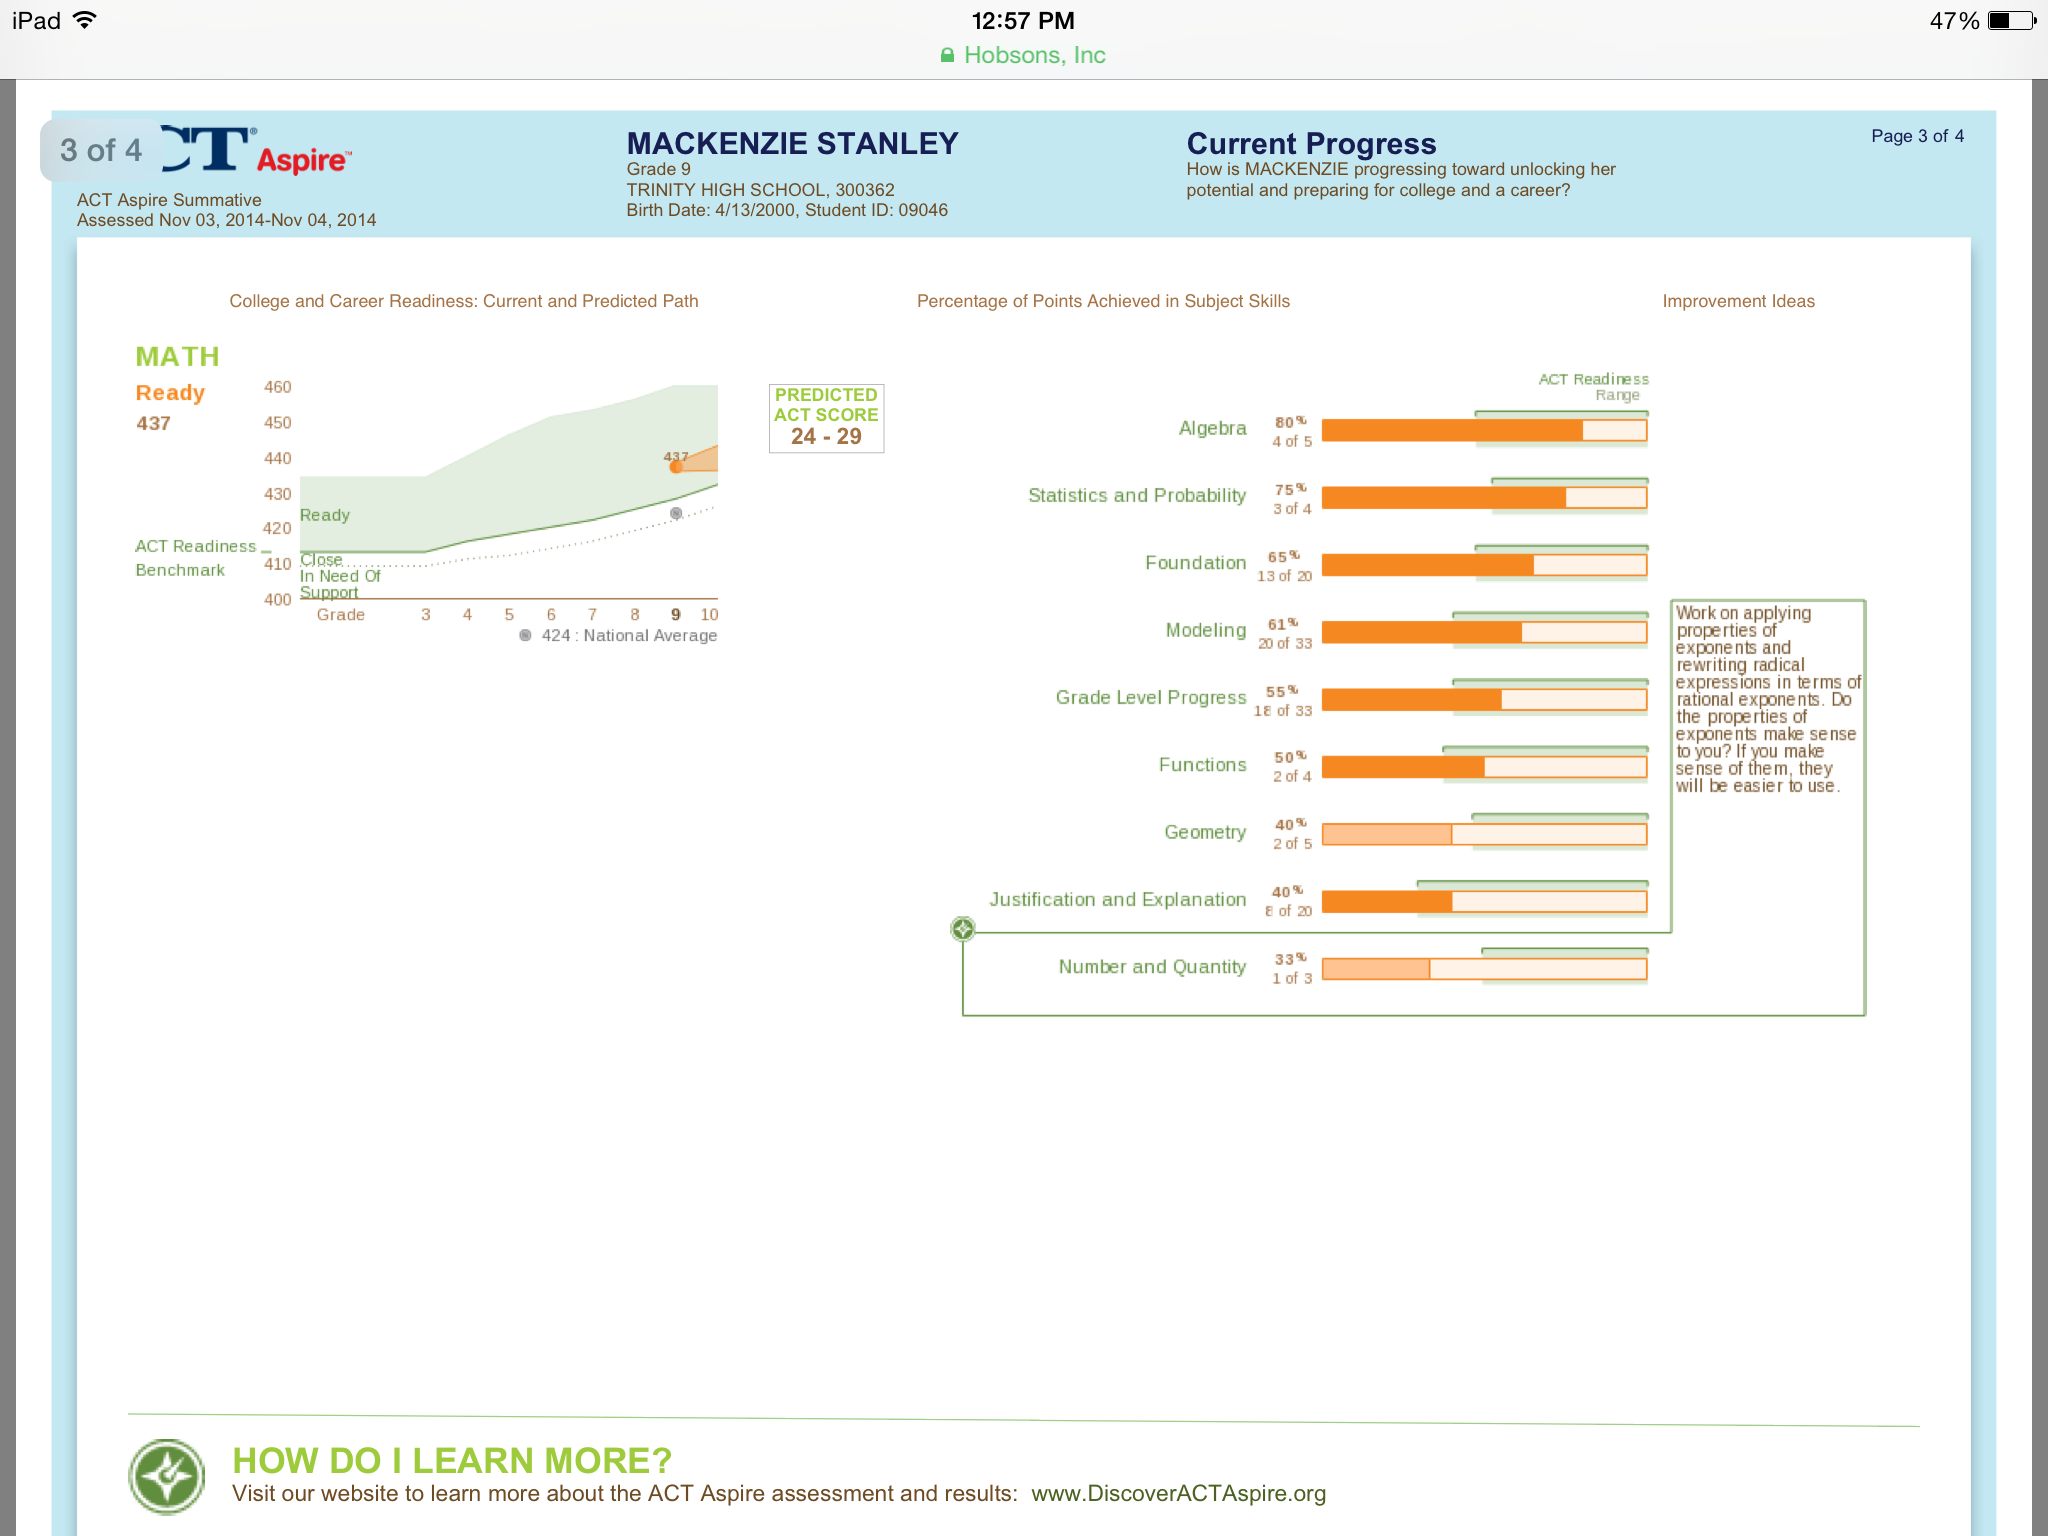 iPad
12:57 PM
47%
Hobsons, Inc
3 of 4
CT® Aspire™
ACT Aspire Summative
Assessed Nov 03, 2014-Nov 04, 2014
MACKENZIE STANLEY
Grade 9
TRINITY HIGH SCHOOL, 300362
Birth Date: 4/13/2000, Student ID: 09046
Current Progress
How is MACKENZIE progressing toward unlocking her
potential and preparing for college and a career?
Page 3 of 4
College and Career Readiness: Current and Predicted Path
Percentage of Points Achieved in Subject Skills
Improvement Ideas
MATH
Ready
437
ACT Readiness
Benchmark
460
450
440
430
420
410
400
437
Ready
Close
In Need Of
Support
Grade 3 4 5 6 7 8 9 10
424 : National Average
PREDICTED
ACT SCORE
24 - 29
ACT Readiness
Range
Algebra 80%
4 of 5
Statistics and Probability 75%
3 of 4
Foundation 65%
13 of 20
Modeling 61%
20 of 33
Grade Level Progress 55%
18 of 33
Functions 50%
2 of 4
Geometry 40%
2 of 5
Justification and Explanation 40%
8 of 20
Number and Quantity 33%
1 of 3
Work on applying
properties of
exponents and
rewriting radical
expressions in terms of
rational exponents. Do
the properties of
exponents make sense
to you? If you make
sense of them, they
will be easier to use.
HOW DO I LEARN MORE?
Visit our website to learn more about the ACT Aspire assessment and results: www.DiscoverACTAspire.org